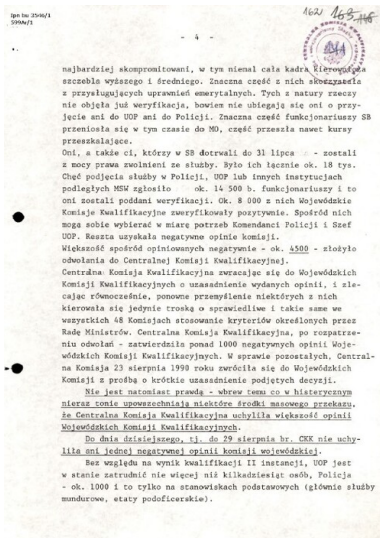 Ipn bu 3546/1
599A/1
- 4 -
najbardziej skompromitowani, w tym niemal cała kadra kierownicza
szczebla wyższego i średniego. Znaczna część z nich skorzystała
z przysługujących uprawnień emerytalnych. Tych z natury rzeczy
nie objęła już weryfikacja, bowiem nie ubiegają się oni o przy-
jęcie ani do UOP ani do Policji. Znaczna część funkcjonariuszy SB
przeniosła się w tym czasie do MO, część przeszła nawet kursy
przeszkalające.
Oni, a także ci, którzy w SB dotrwali do 31 lipca - zostali
z mocy prawa zwolnieni ze służby. Było ich łącznie ok. 18 tys.
Chęć podjęcia służby w Policji, UOP lub innych instytucjach
podległych MSW zgłosiło ok. 14 500 b. funkcjonariuszy i to
oni zostali poddani weryfikacji. Ok. 8 000 z nich Wojewódzkie
Komisje Kwalifikacyjne zweryfikowały pozytywnie. Spośród nich
mogą sobie wybierać w miarę potrzeb Komendanci Policji i Szef
UOP. Reszta uzyskała negatywne opinie komisji.
Większość spośród opiniowanych negatywnie - ok. 4500 - złożyło
odwołania do Centralnej Komisji Kwalifikacyjnej.
Centralna Komisja Kwalifikacyjna zwracając się do Wojewódzkich
Komisji Kwalifikacyjnych o uzasadnienie wydanych opinii, i zle-
cając równocześnie, ponowne przemyślenie niektórych z nich
kierowała się jedynie troską o sprawiedliwe i takie same we
wszystkich 48 Komisjach stosowanie kryteriów określonych przez
Radę Ministrów. Centralna Komisja Kwalifikacyjna, po rozpatrze-
niu odwołań - zatwierdziła ponad 1000 negatywnych opinii Woje-
wódzkich Komisji Kwalifikacyjnych. W sprawie pozostałych, Central-
na Komisja 23 sierpnia 1990 roku zwróciła się do Wojewódzkich
Komisji z prośbą o krótkie uzasadnienie podjętych decyzji.
Nie jest natomiast prawdą - wbrew temu co w histerycznym
nieraz tonie upowszechniają niektóre środki masowego przekazu,
że Centralna Komisja Kwalifikacyjna uchyliła większość opinii
Wojewódzkich Komisji Kwalifikacyjnych.
Do dnia dzisiejszego, tj. do 29 sierpnia br. CKK nie uchy-
liła ani jednej negatywnej opinii komisji wojewódzkiej.
Bez względu na wynik kwalifikacji II instancji, UOP jest
w stanie zatrudnić nie więcej niż kilkadziesiąt osób, Policja
- ok. 1000 i to tylko na stanowiskach podstawowych (głównie służby
mundurowe, etaty podoficerskie).